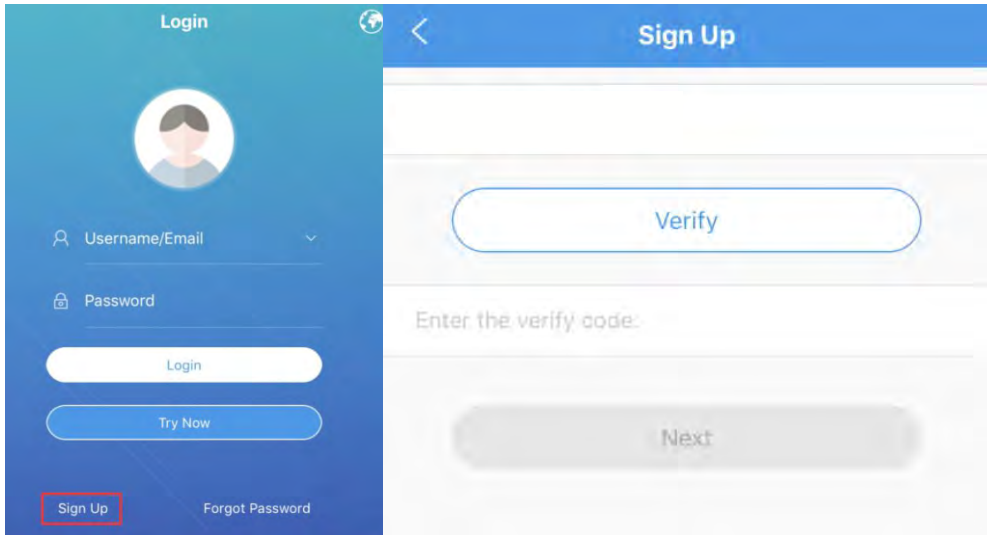 Login
Username/Email
Password
Login
Try Now
Sign Up
Forgot Password
Sign Up
Verify
Enter the verify code.
Next